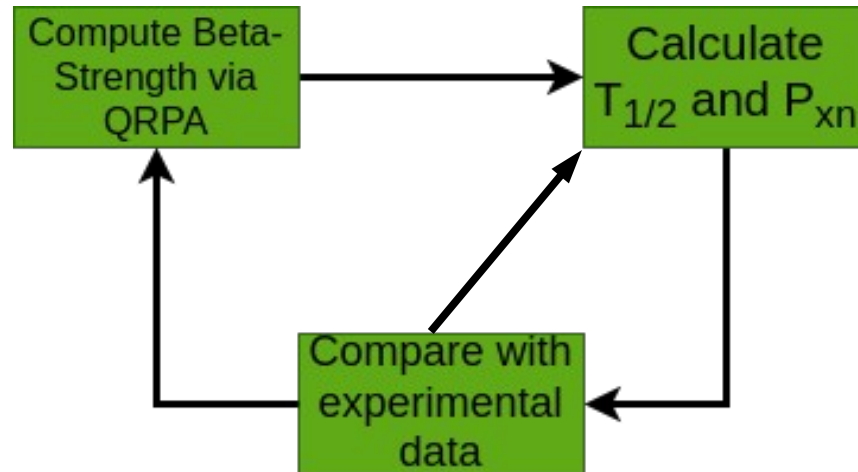 Compute Beta-
Strength via
QRPA
Calculate
T1/2 and Pxn
Compare with
experimental
data